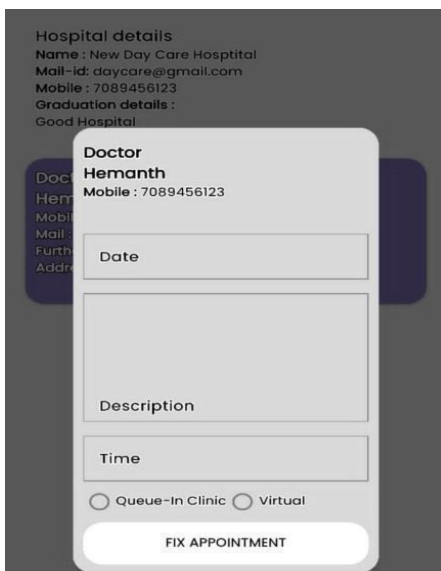 Hospital details
Name : New Day Care Hosptital
Mail-id: daycare@gmail.com
Mobile : 7089456123
Graduation details :
Good Hospital
Doctor
Hemanth
Mobile : 7089456123
Mail :
Date
Description
Time
Queue-In Clinic Virtual
FIX APPOINTMENT